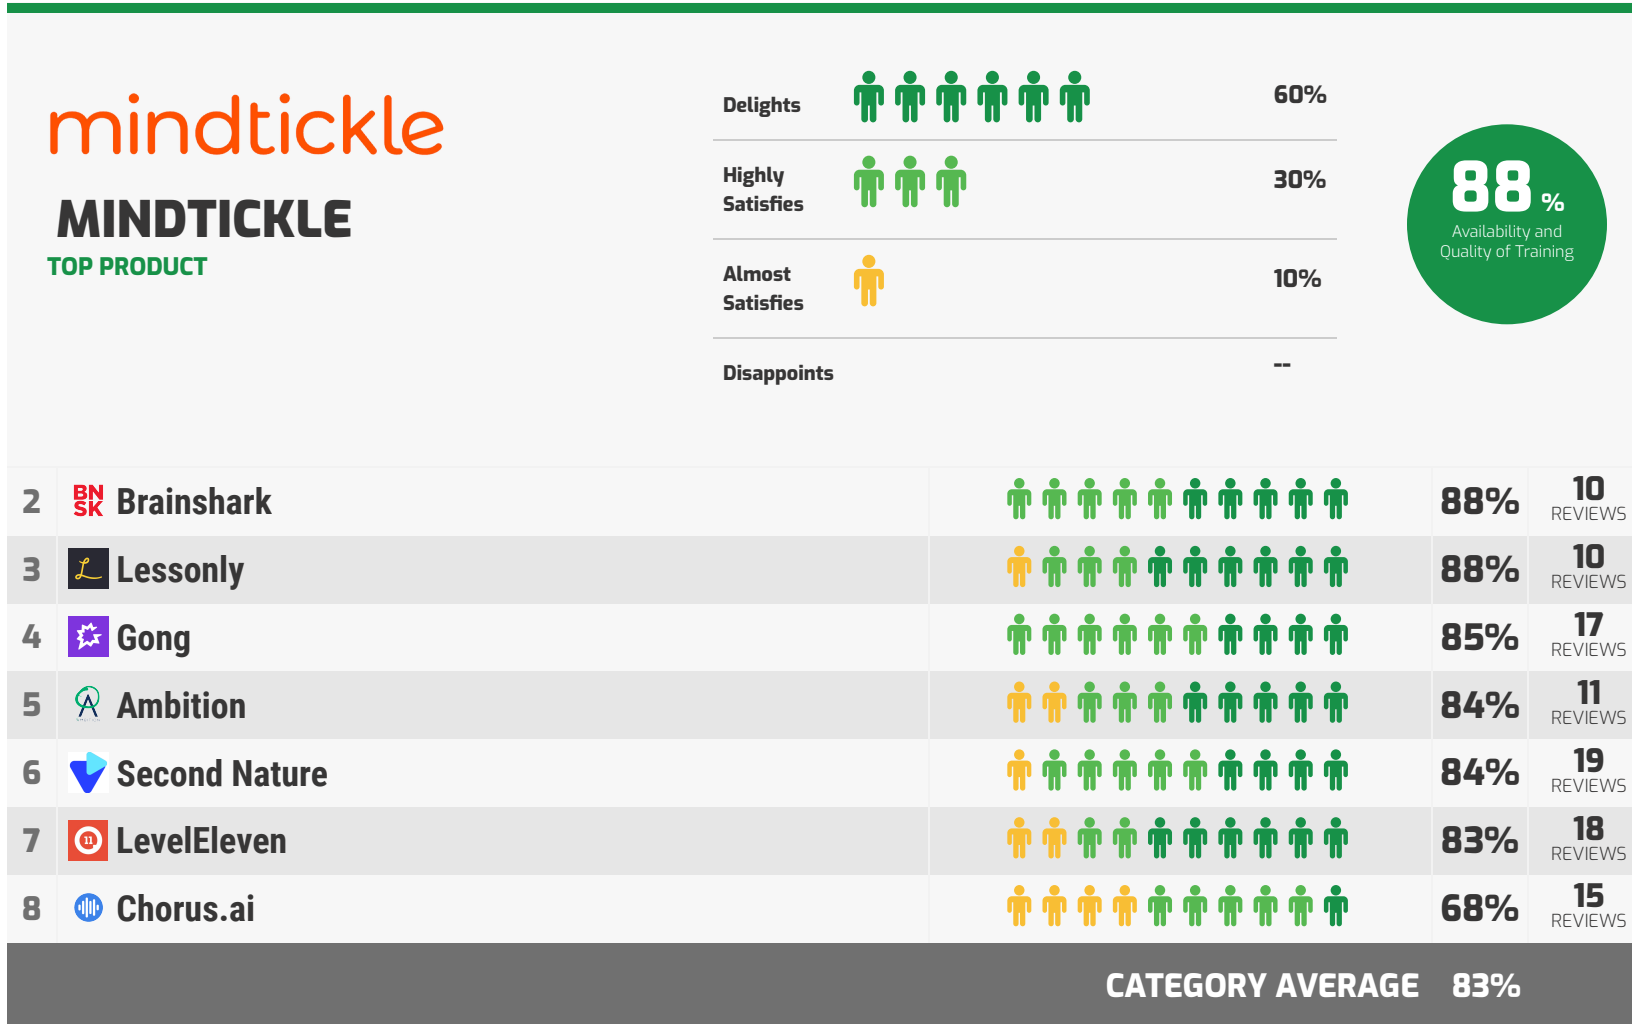 mindtickle
MINDTICKLE
TOP PRODUCT
Delights 60%
Highly
Satisfies 30%
Almost
Satisfies 10%
Disappoints --
88 %
Availability and
Quality of Training
2 BN SK Brainshark 88% 10 REVIEWS
3 L Lessonly 88% 10 REVIEWS
4 Gong 85% 17 REVIEWS
5 Ambition 84% 11 REVIEWS
6 Second Nature 84% 19 REVIEWS
7 11 LevelEleven 83% 18 REVIEWS
8 Chorus.ai 68% 15 REVIEWS
CATEGORY AVERAGE 83%